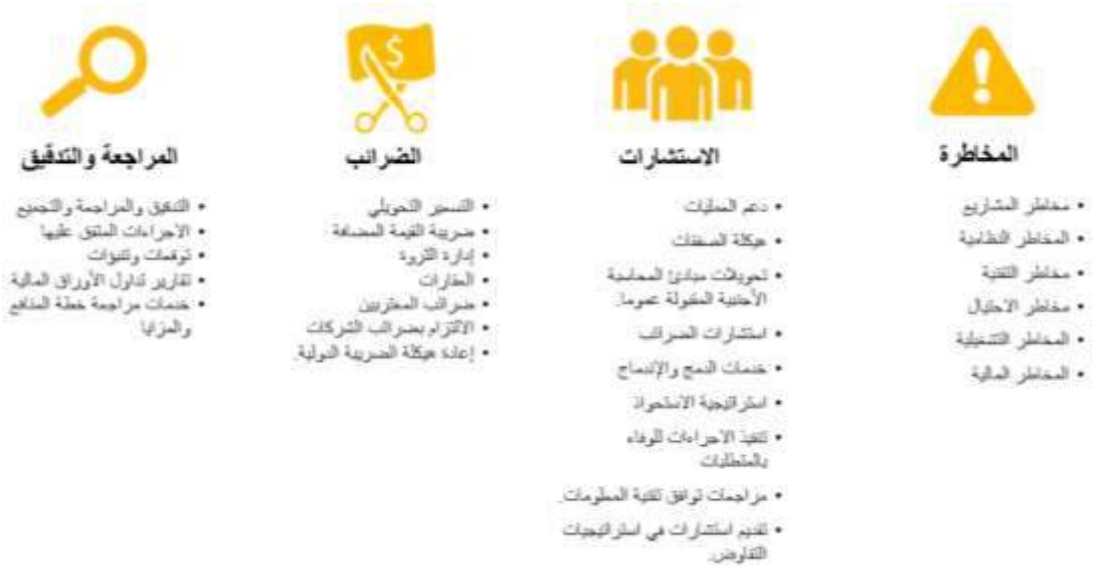 المخاطرة
• مخاطر المشاريع
• المخاطر النظامية
• مخاطر التقنية
• مخاطر الاحتيال
• المخاطر التشغيلية
• المخاطر المالية
الاستشارات
• دعم العمليات
• هيكلة الصفقات
• تحويلات مبادئ المحاسبة
الأجنبية المقبولة عموما.
• استشارات الضرائب
• خدمات الدمج والإندماج
• استراتيجية الاستحواذ
• تنفيذ الاجراءات للوفاء
بالمتطلبات
• مراجعات توافق تقنية المعلومات.
• تقديم استشارات في استراتيجيات
التفاوض.
$
الضرائب
• التسعير التحويلي
• ضريبة القيمة المضافة
• إدارة الثروة
• العقارات
• ضرائب المغتربين
• الالتزام بضرائب الشركات
• إعادة هيكلة الضريبة الدولية.
المراجعة والتدقيق
• التدقيق والمراجعة والتجميع
• الاجراءات المتفق عليها
• توقعات وتنبؤات
• تقارير تداول الأوراق المالية
• خدمات مراجعة خطة المنافع
والمزايا